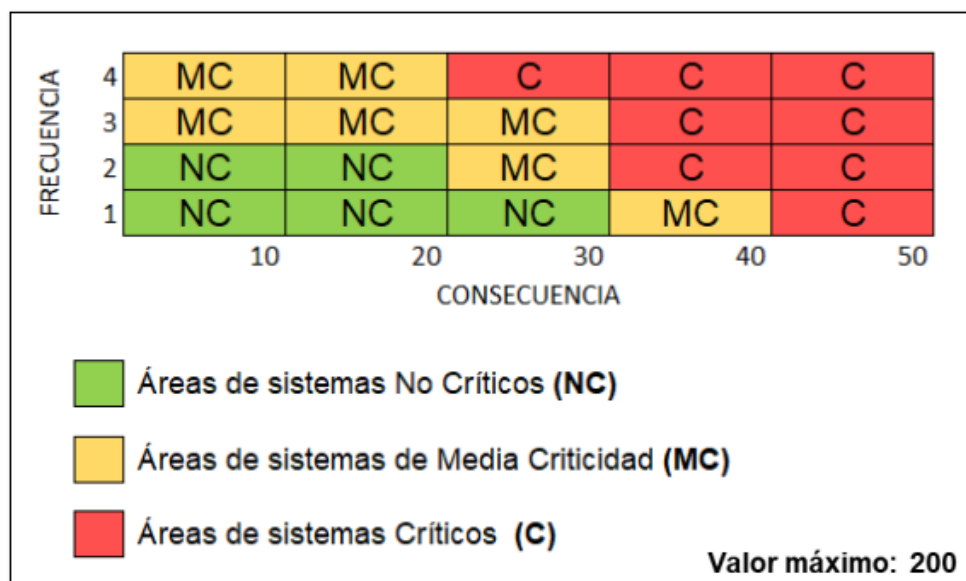 FRECUENCIA
4 MC MC C C C
3 MC MC MC C C
2 NC NC MC C C
1 NC NC NC MC C
10 20 30 40 50
CONSECUENCIA
Áreas de sistemas No Críticos (NC)
Áreas de sistemas de Media Criticidad (MC)
Áreas de sistemas Críticos (C)
Valor máximo: 200